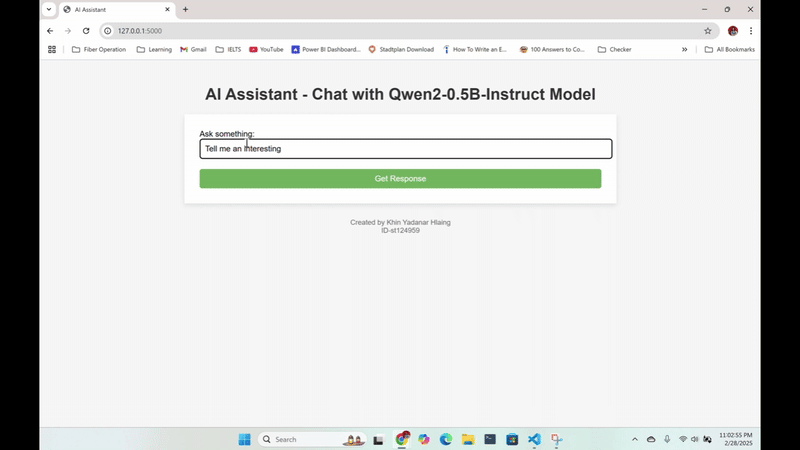 AI Assistant
127.0.0.1:5000
Fiber Operation
Learning
Gmail
IELTS
YouTube
Power BI Dashboard...
Stadtplan Download
How To Write an E...
100 Answers to Co...
Checker
All Bookmarks
AI Assistant - Chat with Qwen2-0.5B-Instruct Model
Ask something:
Tell me an interesting
Get Response
Created by Khin Yadanar Hlaing
ID-st124959
Search
11:02:55 PM
2/28/2025